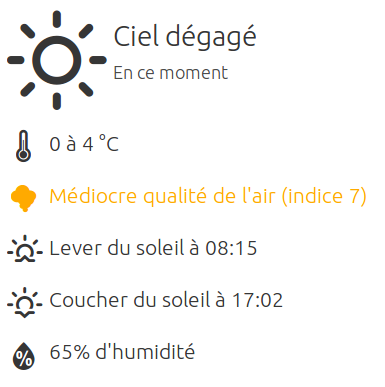 Ciel dégagé
En ce moment
0 à 4 °C
Médiocre qualité de l'air (indice 7)
Lever du soleil à 08:15
Coucher du soleil à 17:02
% 65% d'humidité